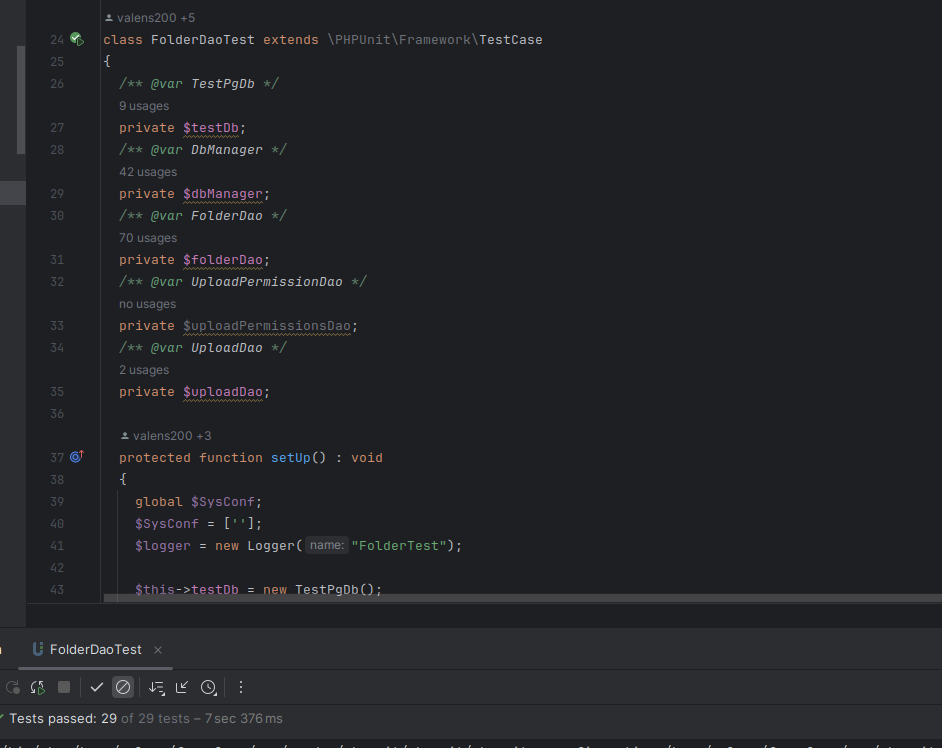 valens200 +5
24 class FolderDaoTest extends \PHPUnit\Framework\TestCase
25 {
26 /** @var TestPgDb */
9 usages
27 private $testDb;
28 /** @var DbManager */
42 usages
29 private $dbManager;
30 /** @var FolderDao */
70 usages
31 private $folderDao;
32 /** @var UploadPermissionDao */
no usages
33 private $uploadPermissionsDao;
34 /** @var UploadDao */
2 usages
35 private $uploadDao;
36
valens200 +3
37 protected function setUp() : void
38 {
39 global $SysConf;
40 $SysConf = [''];
41 $logger = new Logger( name: "FolderTest");
42
43 $this->testDb = new TestPgDb();
FolderDaoTest ×
Tests passed: 29 of 29 tests – 7 sec 376 ms